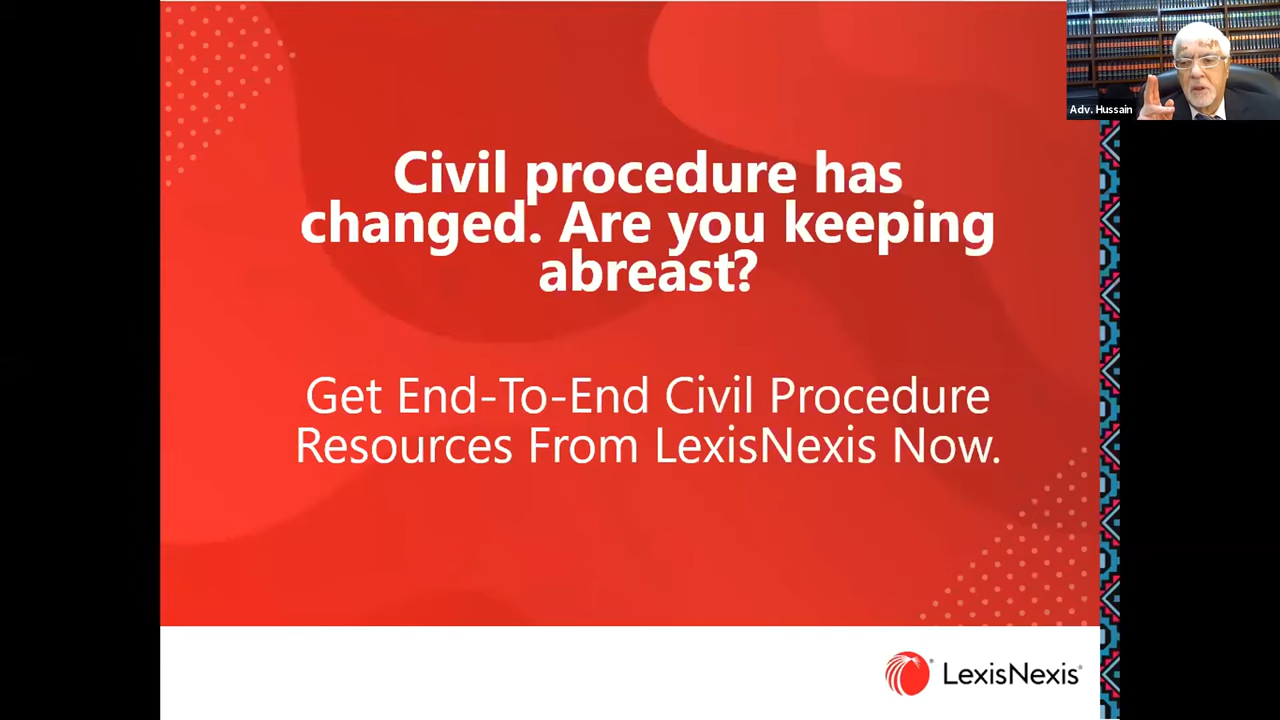 Civil procedure has
changed. Are you keeping
abreast?
Get End-To-End Civil Procedure
Resources From LexisNexis Now.
LexisNexis®
Adv. Hussain